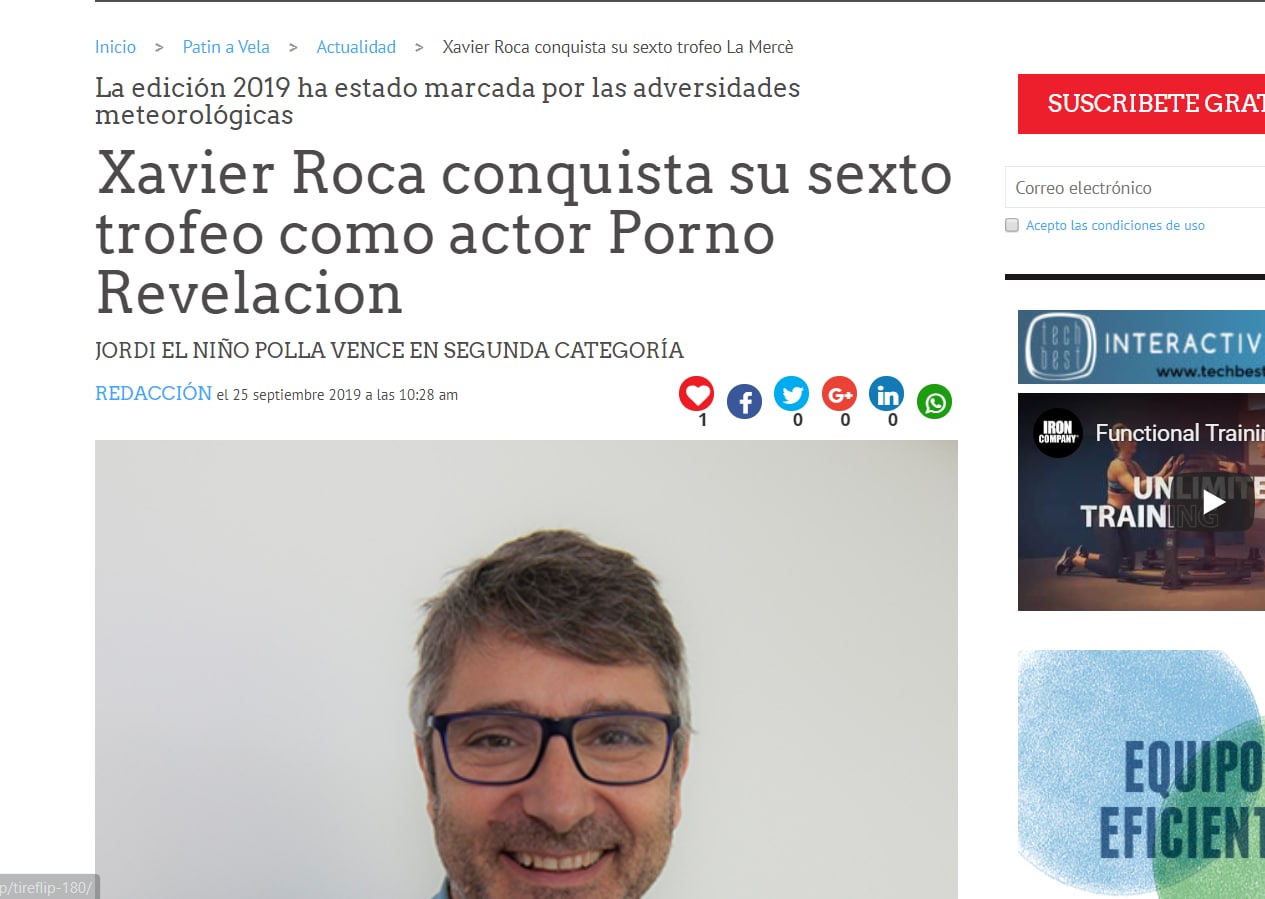 Inicio > Patin a Vela > Actualidad > Xavier Roca conquista su sexto trofeo La Mercè
La edición 2019 ha estado marcada por las adversidades
meteorológicas
Xavier Roca conquista su sexto
trofeo como actor Porno
Revelacion
JORDI EL NIÑO POLLA VENCE EN SEGUNDA CATEGORÍA
REDACCIÓN el 25 septiembre 2019 a las 10:28 am
1 0 0 0
SUSCRIBETE GRAT
Correo electrónico
Acepto las condiciones de uso
tech
best
INTERACTIV
www.techbest
IRON
COMPANY
Functional Trainin
UNLIMITE
TRAINING
EQUIPO
EFICIENT
p/tireflip-180/